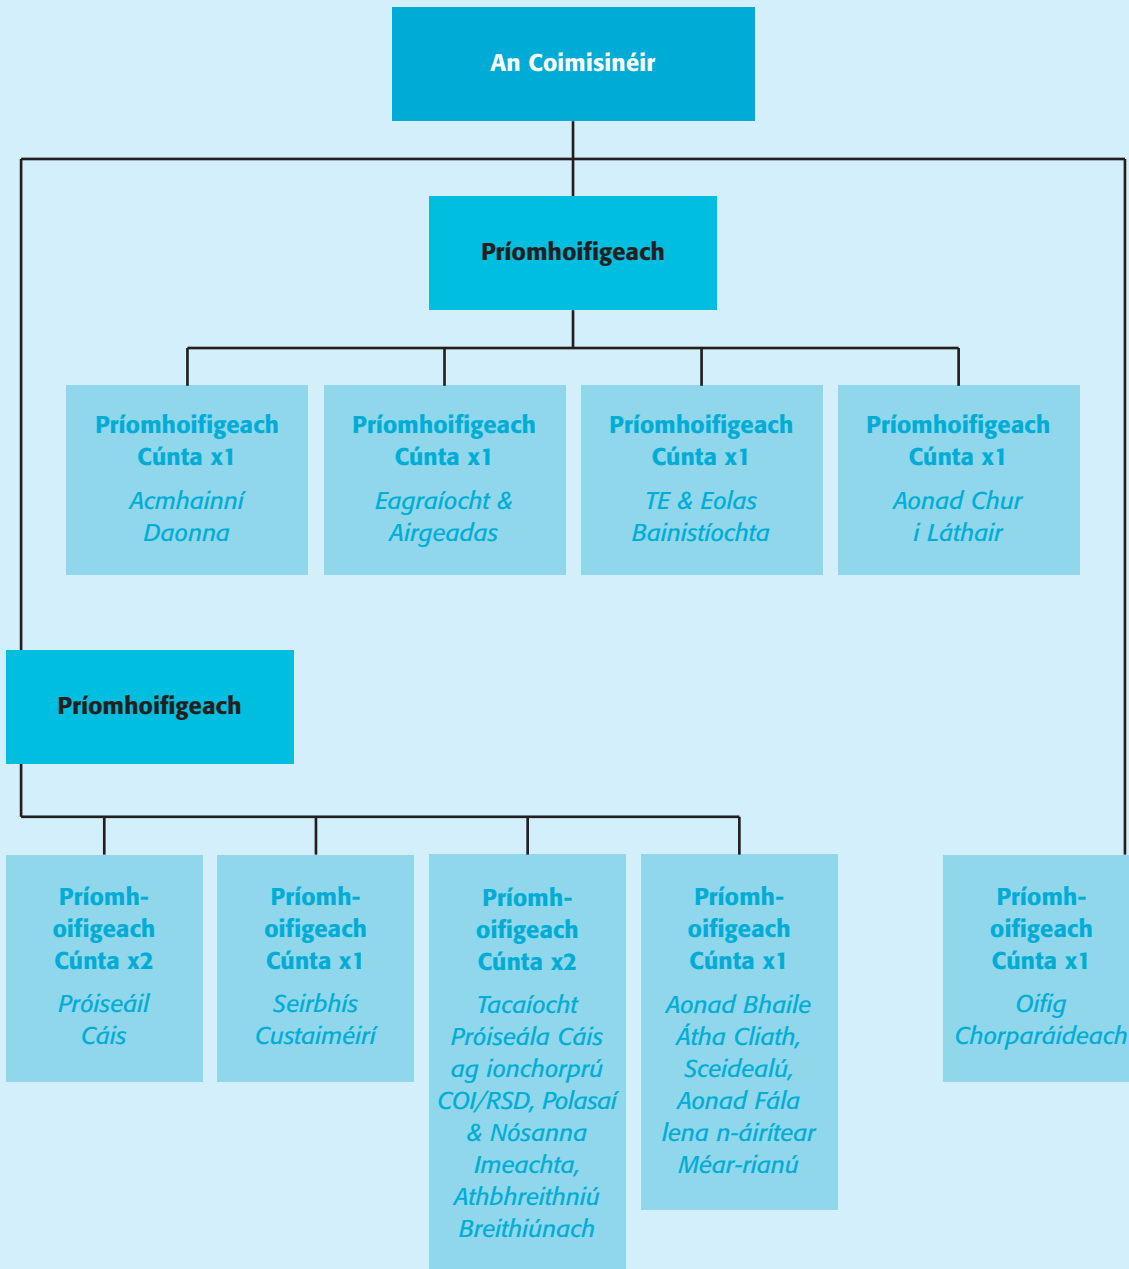 An Coimisinéir
Príomhoifigeach
Príomhoifigeach
Cúnta x1
Acmhainní
Daonna
Príomhoifigeach
Cúnta x1
Eagraíocht &
Airgeadas
Príomhoifigeach
Cúnta x1
TE & Eolas
Bainistíochta
Príomhoifigeach
Cúnta x1
Aonad Chur
i Láthair
Príomhoifigeach
Príomh-
oifigeach
Cúnta x2
Próiseáil
Cáis
Príomh-
oifigeach
Cúnta x1
Seirbhís
Custaiméirí
Príomh-
oifigeach
Cúnta x2
Tacaíocht
Próiseála Cáis
ag ionchorprú
COI/RSD, Polasaí
& Nósanna
Imeachta,
Athbhreithniú
Breithiúnach
Príomh-
oifigeach
Cúnta x1
Aonad Bhaile
Átha Cliath,
Sceidealú,
Aonad Fála
lena n-áirítear
Méar-rianú
Príomh-
oifigeach
Cúnta x1
Oifig
Chorparáideach